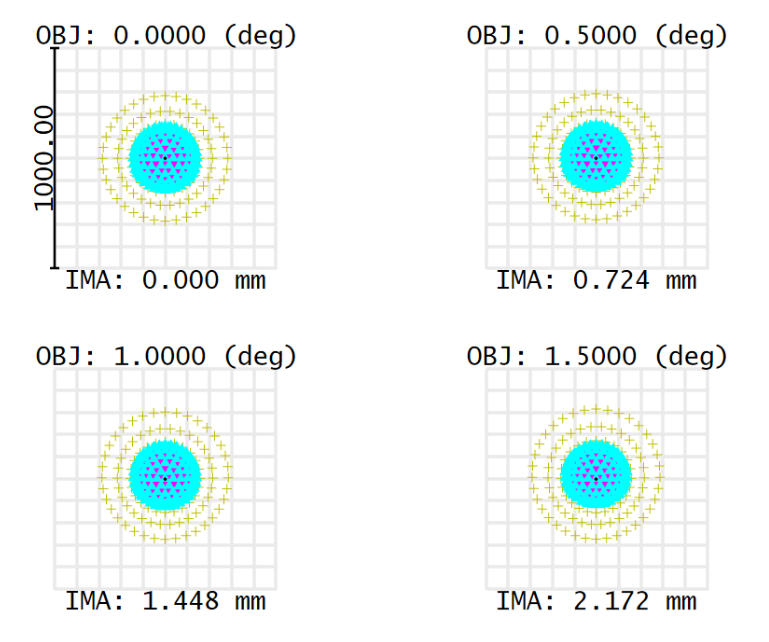 OBJ: 0.0000 (deg)
1000.00
IMA: 0.000 mm
OBJ: 0.5000 (deg)
IMA: 0.724 mm
OBJ: 1.0000 (deg)
IMA: 1.448 mm
OBJ: 1.5000 (deg)
IMA: 2.172 mm